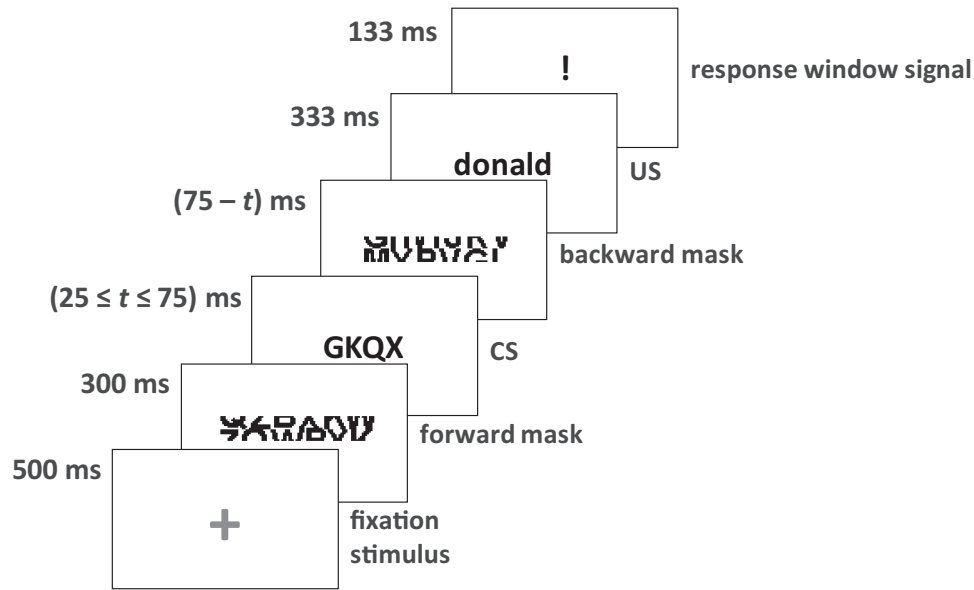 133 ms
!
response window signal
333 ms
donald
US
(75 – t) ms
backward mask
(25 ≤ t ≤ 75) ms
GKQX
CS
300 ms
forward mask
500 ms
+
fixation
stimulus